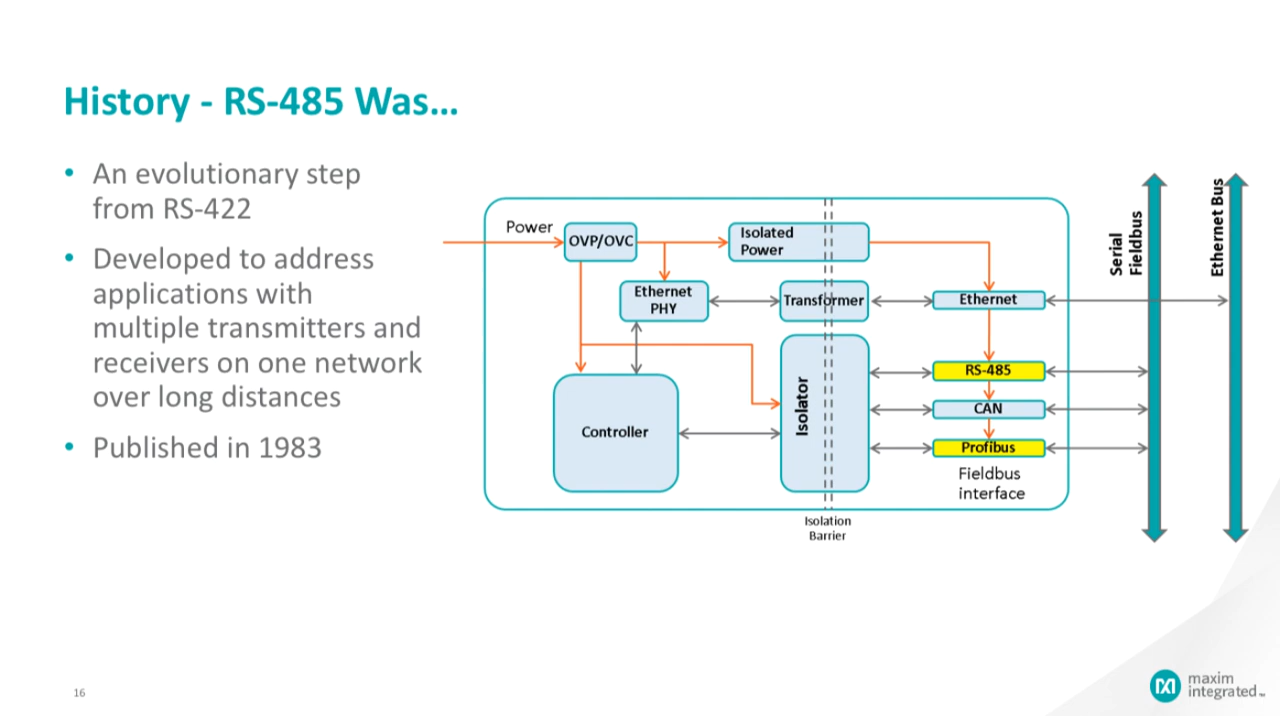 History - RS-485 Was...
• An evolutionary step
from RS-422
• Developed to address
applications with
multiple transmitters and
receivers on one network
over long distances
• Published in 1983
Power
OVP/OVC
Isolated
Power
Ethernet
PHY
Transformer
Ethernet
Isolator
RS-485
CAN
Controller
Profibus
Fieldbus
interface
Isolation
Barrier
Serial
Fieldbus
Ethernet Bus
16
maxim
integrated™